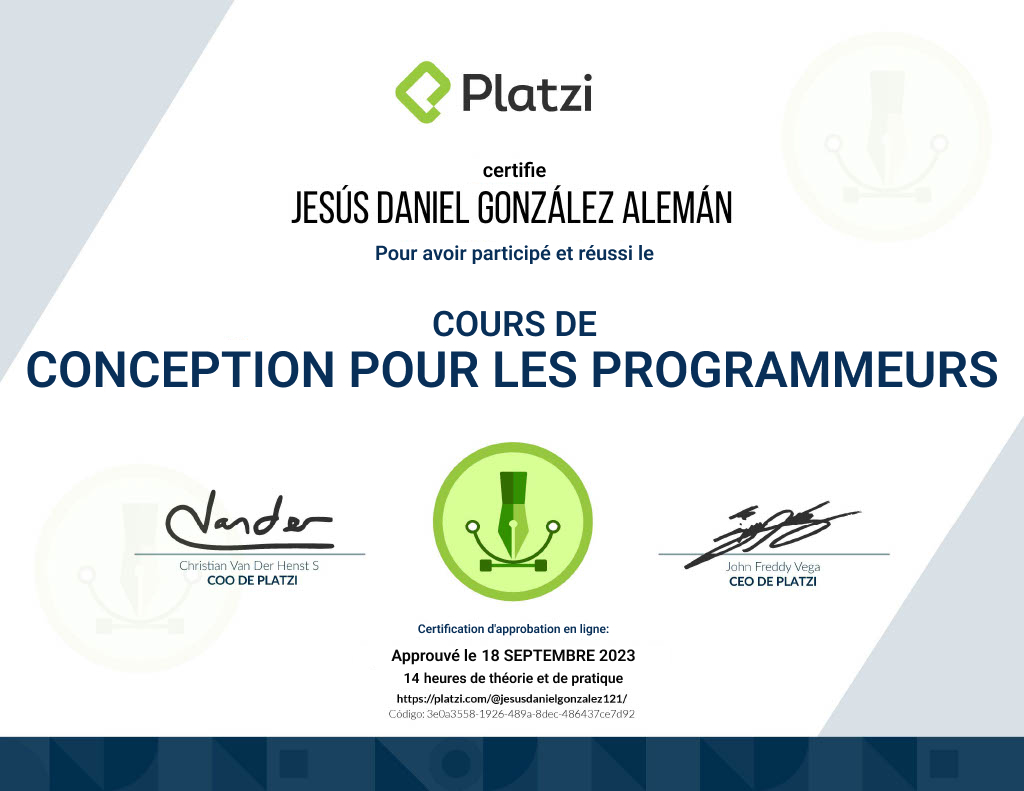 Platzi
certifie
JESÚS DANIEL GONZÁLEZ ALEMÁN
Pour avoir participé et réussi le
COURS DE
CONCEPTION POUR LES PROGRAMMEURS
Vander
Christian Van Der Henst S
COO DE PLATZI
John Freddy Vega
CEO DE PLATZI
Certification d'approbation en ligne:
Approuvé le 18 SEPTEMBRE 2023
14 heures de théorie et de pratique
https://platzi.com/@jesusdanielgonzalez121/
Código: 3e0a3558-1926-489a-8dec-486437ce7d92